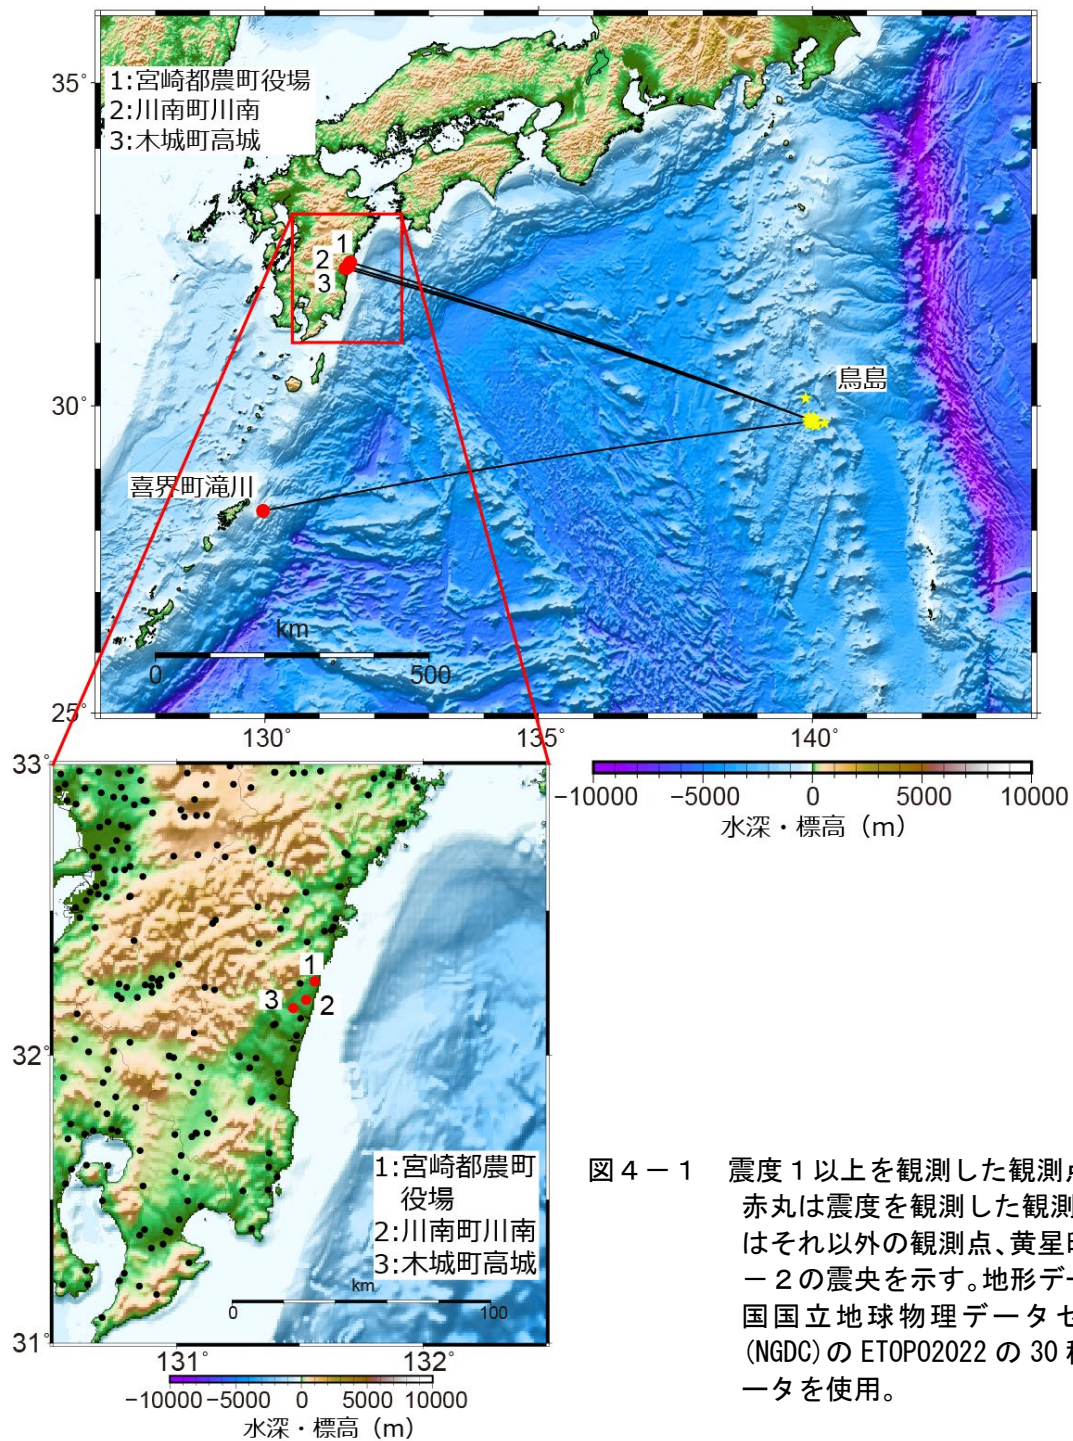 35°
1:宮崎都農町役場
2:川南町川南
3:木城町高城
1
2
3
鳥島
30°
喜界町滝川
km
0 500
25°
130° 135° 140°
33°
-10000 -5000 0 5000 10000
水深・標高（m）
1
3
2
32°
1:宮崎都農町
役場
2:川南町川南
3:木城町高城
km
0 100
31°
131° 132°
-10000 -5000 0 5000 10000
水深・標高（m）
図４－１ 震度１以上を観測した観測点
赤丸は震度を観測した観測
はそれ以外の観測点、黄星
－２の震央を示す。地形デー
国国立地球物理データセ
(NGDC)の ETOPO2022 の 30
ータを使用。